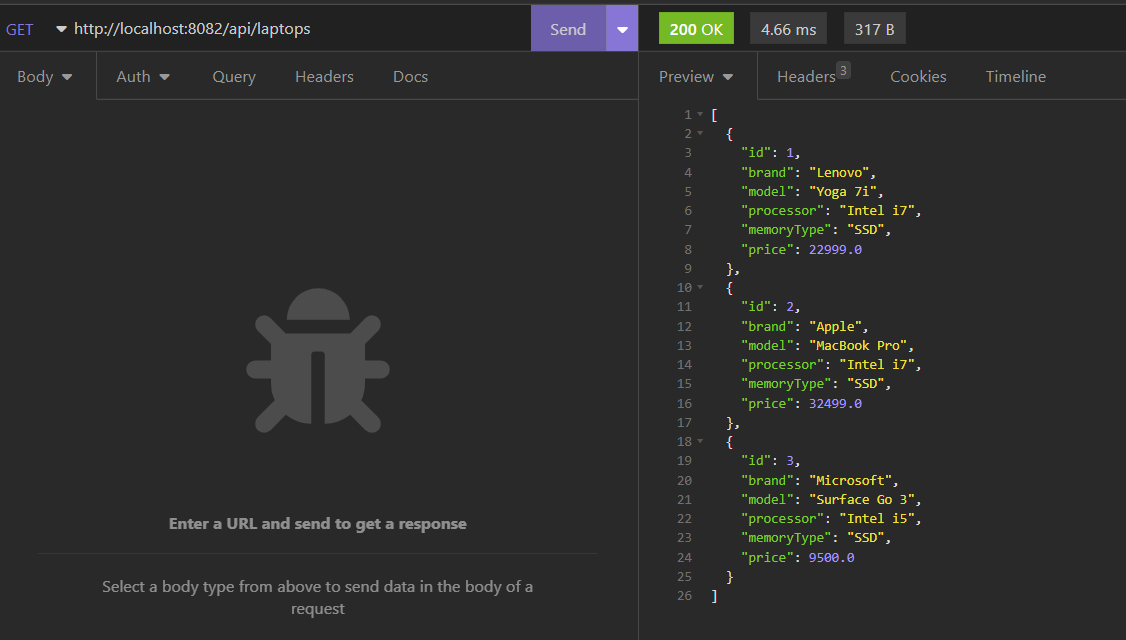 GET http://localhost:8082/api/laptops Send
Body Auth Query Headers Docs
Enter a URL and send to get a response
Select a body type from above to send data in the body of a
request
200 OK 4.66 ms 317 B
Preview Headers 3 Cookies Timeline
1 [
2 {
3 "id": 1,
4 "brand": "Lenovo",
5 "model": "Yoga 7i",
6 "processor": "Intel i7",
7 "memoryType": "SSD",
8 "price": 22999.0
9 },
10 {
11 "id": 2,
12 "brand": "Apple",
13 "model": "MacBook Pro",
14 "processor": "Intel i7",
15 "memoryType": "SSD",
16 "price": 32499.0
17 },
18 {
19 "id": 3,
20 "brand": "Microsoft",
21 "model": "Surface Go 3",
22 "processor": "Intel i5",
23 "memoryType": "SSD",
24 "price": 9500.0
25 }
26 ]